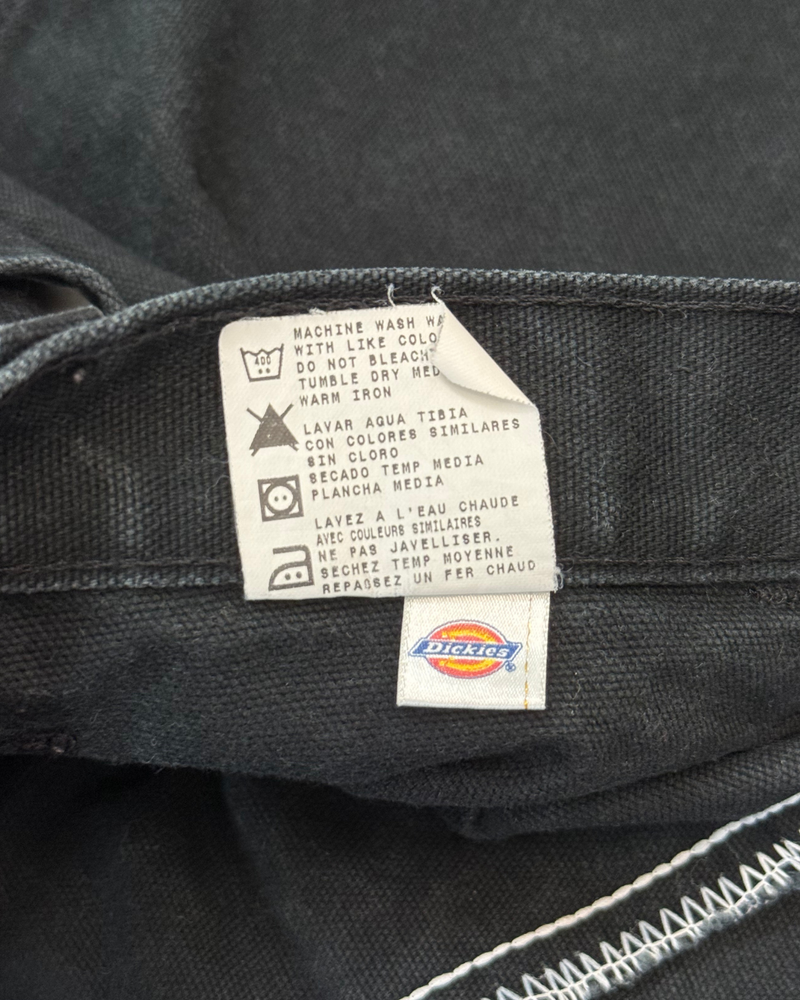 MACHINE WASH WA
WITH LIKE COLO
DO NOT BLEACH
TUMBLE DRY MED
WARM IRON
LAVAR AQUA TIBIA
CON COLORES SIMILARES
SIN CLORO
SECADO TEMP MEDIA
PLANCHA MEDIA
LAVEZ A L'EAU CHAUDE
AVEC COULEURS SIMILAIRES
NE PAS JAVELLISER.
SECHEZ TEMP MOYENNE
REPASSEZ UN FER CHAUD
400
Dickies ®